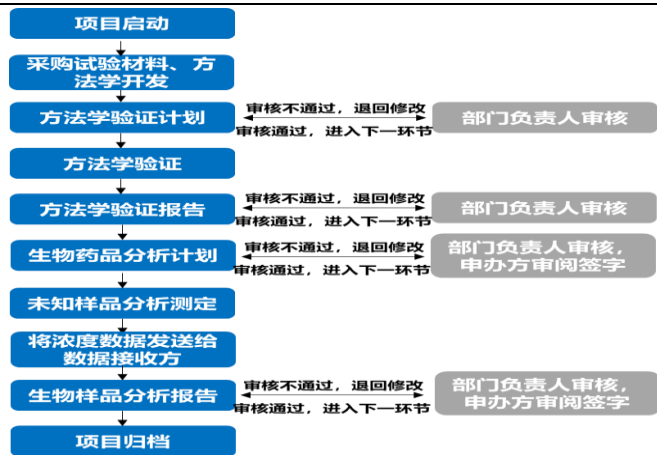 项目启动
采购试验材料、方
法学开发
方法学验证计划
审核不通过，退回修改
审核通过，进入下一环节
部门负责人审核
方法学验证
方法学验证报告
审核不通过，退回修改
审核通过，进入下一环节
部门负责人审核
生物药品分析计划
审核不通过，退回修改
审核通过，进入下一环节
部门负责人审核，
申办方审阅签字
未知样品分析测定
将浓度数据发送给
数据接收方
生物样品分析报告
审核不通过，退回修改
审核通过，进入下一环节
部门负责人审核，
申办方审阅签字
项目归档